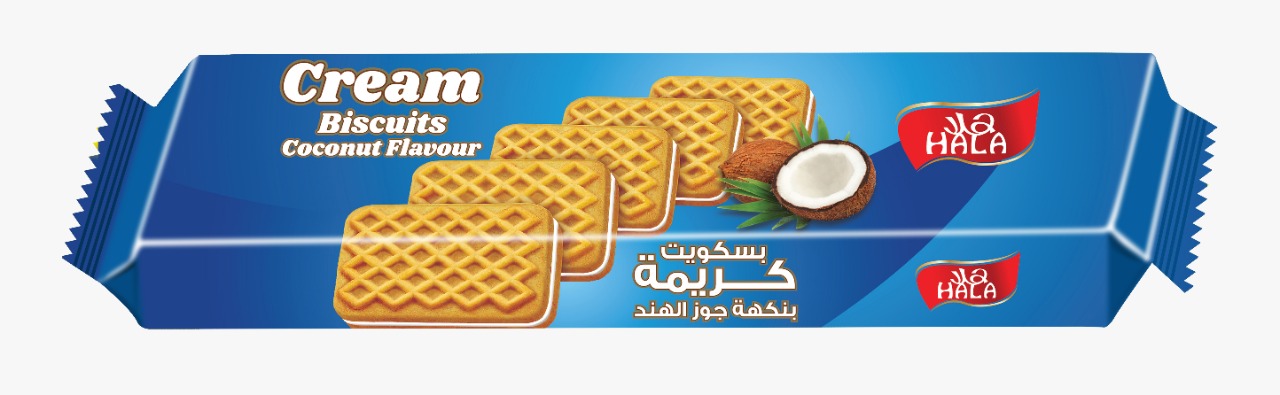 Cream
Biscuits
Coconut Flavour
هلا
HALA
بسكويت
كريمة
بنكهة جوز الهند
هلا
HALA